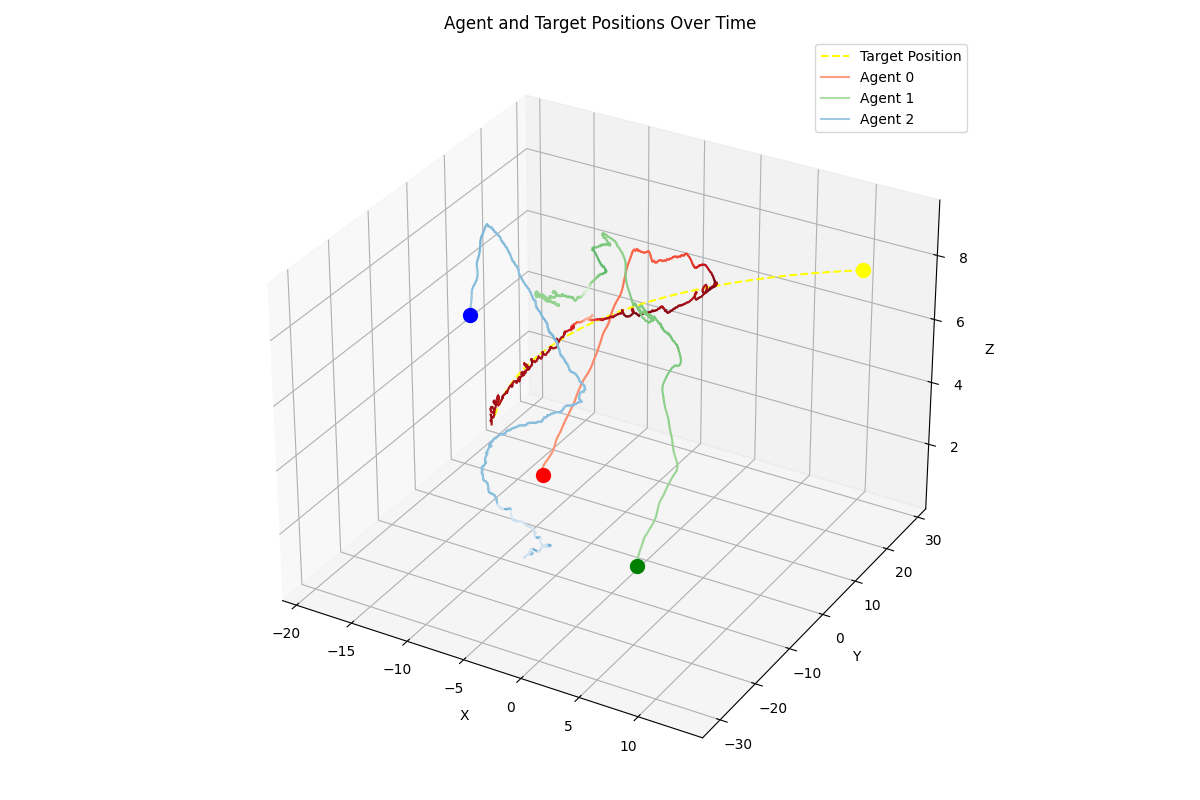 Agent and Target Positions Over Time
Target Position
Agent 0
Agent 1
Agent 2
8
6
4
2
Z
−20
−15
−10
−5
0
5
10
X
30
20
10
0
−10
−20
−30
Y